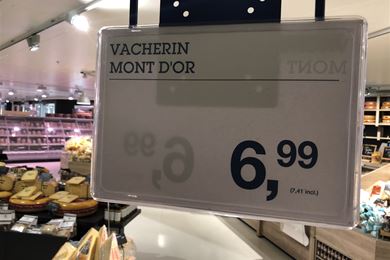 VACHERIN
MONT D'OR
6,99
(7,41 incl.)